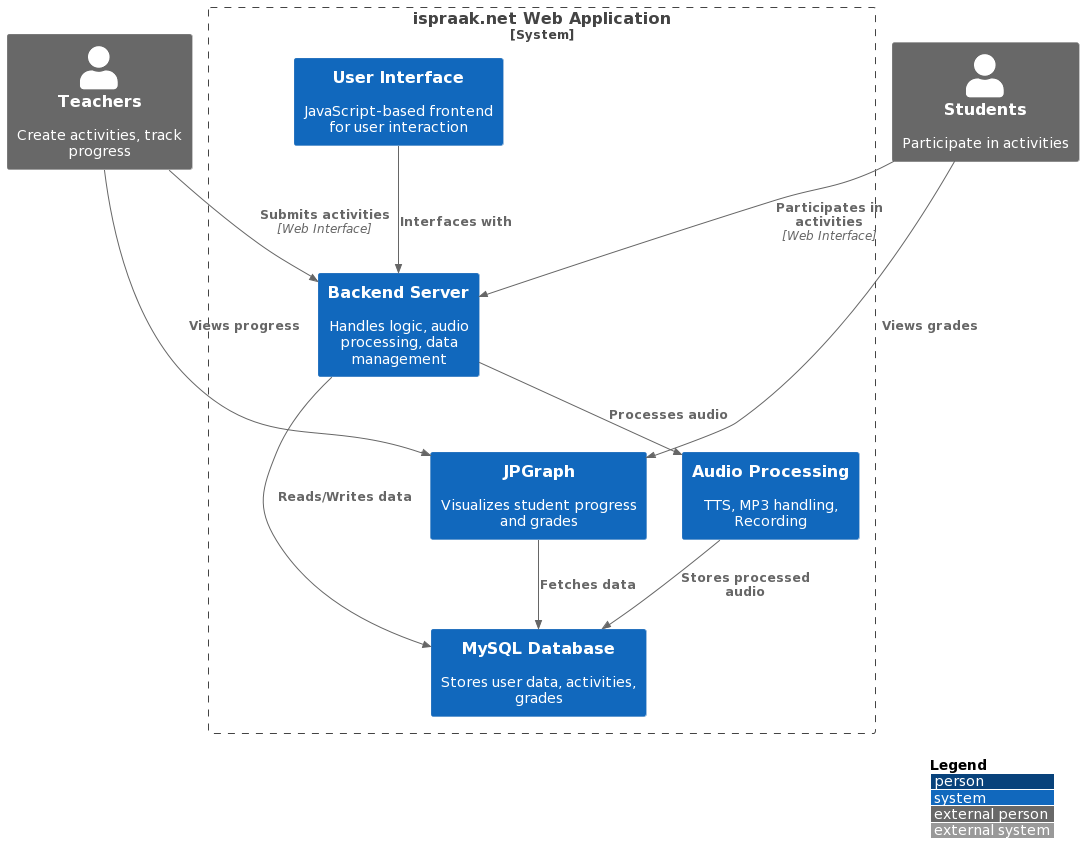 ispraak.net Web Application
[System]
Teachers
Create activities, track
progress
User Interface
JavaScript-based frontend
for user interaction
Students
Participate in activities
Submits activities
[Web Interface]
Interfaces with
Participates in
activities
[Web Interface]
Backend Server
Handles logic, audio
processing, data
management
Views progress
Views grades
Processes audio
Reads/Writes data
JPGraph
Visualizes student progress
and grades
Audio Processing
TTS, MP3 handling,
Recording
Fetches data
Stores processed
audio
MySQL Database
Stores user data, activities,
grades
Legend
person
system
external person
external system